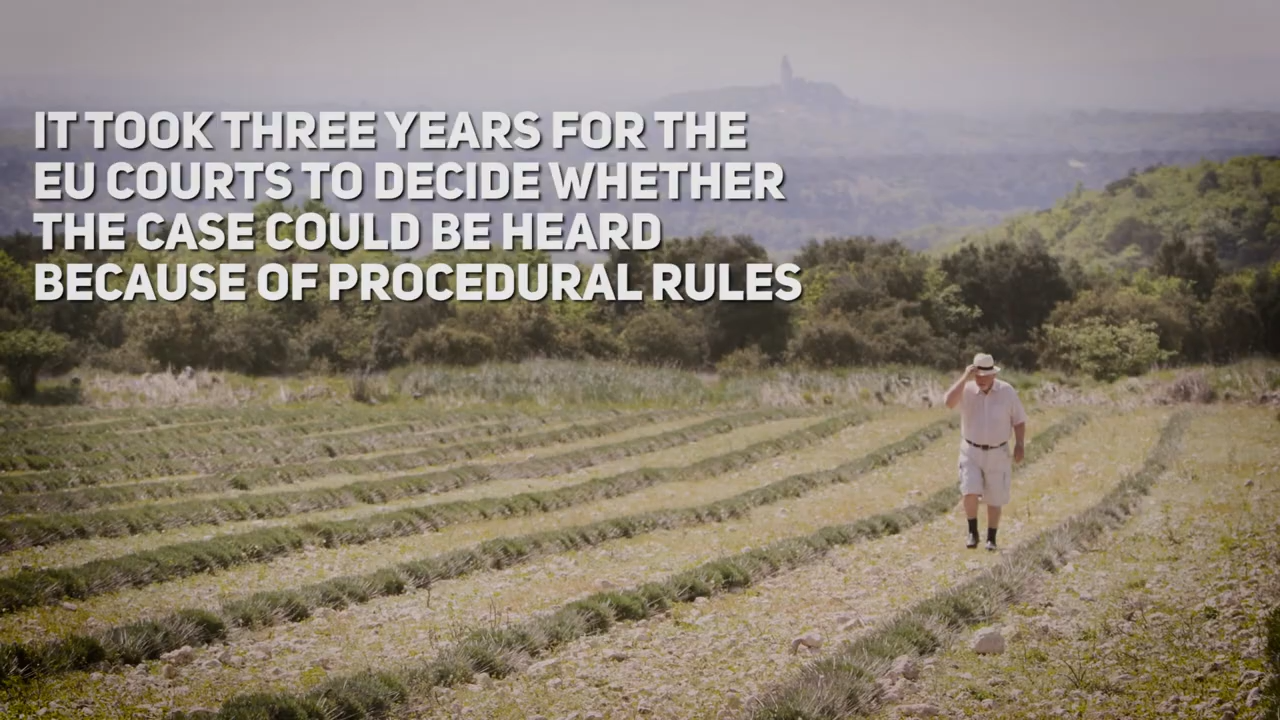 IT TOOK THREE YEARS FOR THE
EU COURTS TO DECIDE WHETHER
THE CASE COULD BE HEARD
BECAUSE OF PROCEDURAL RULES